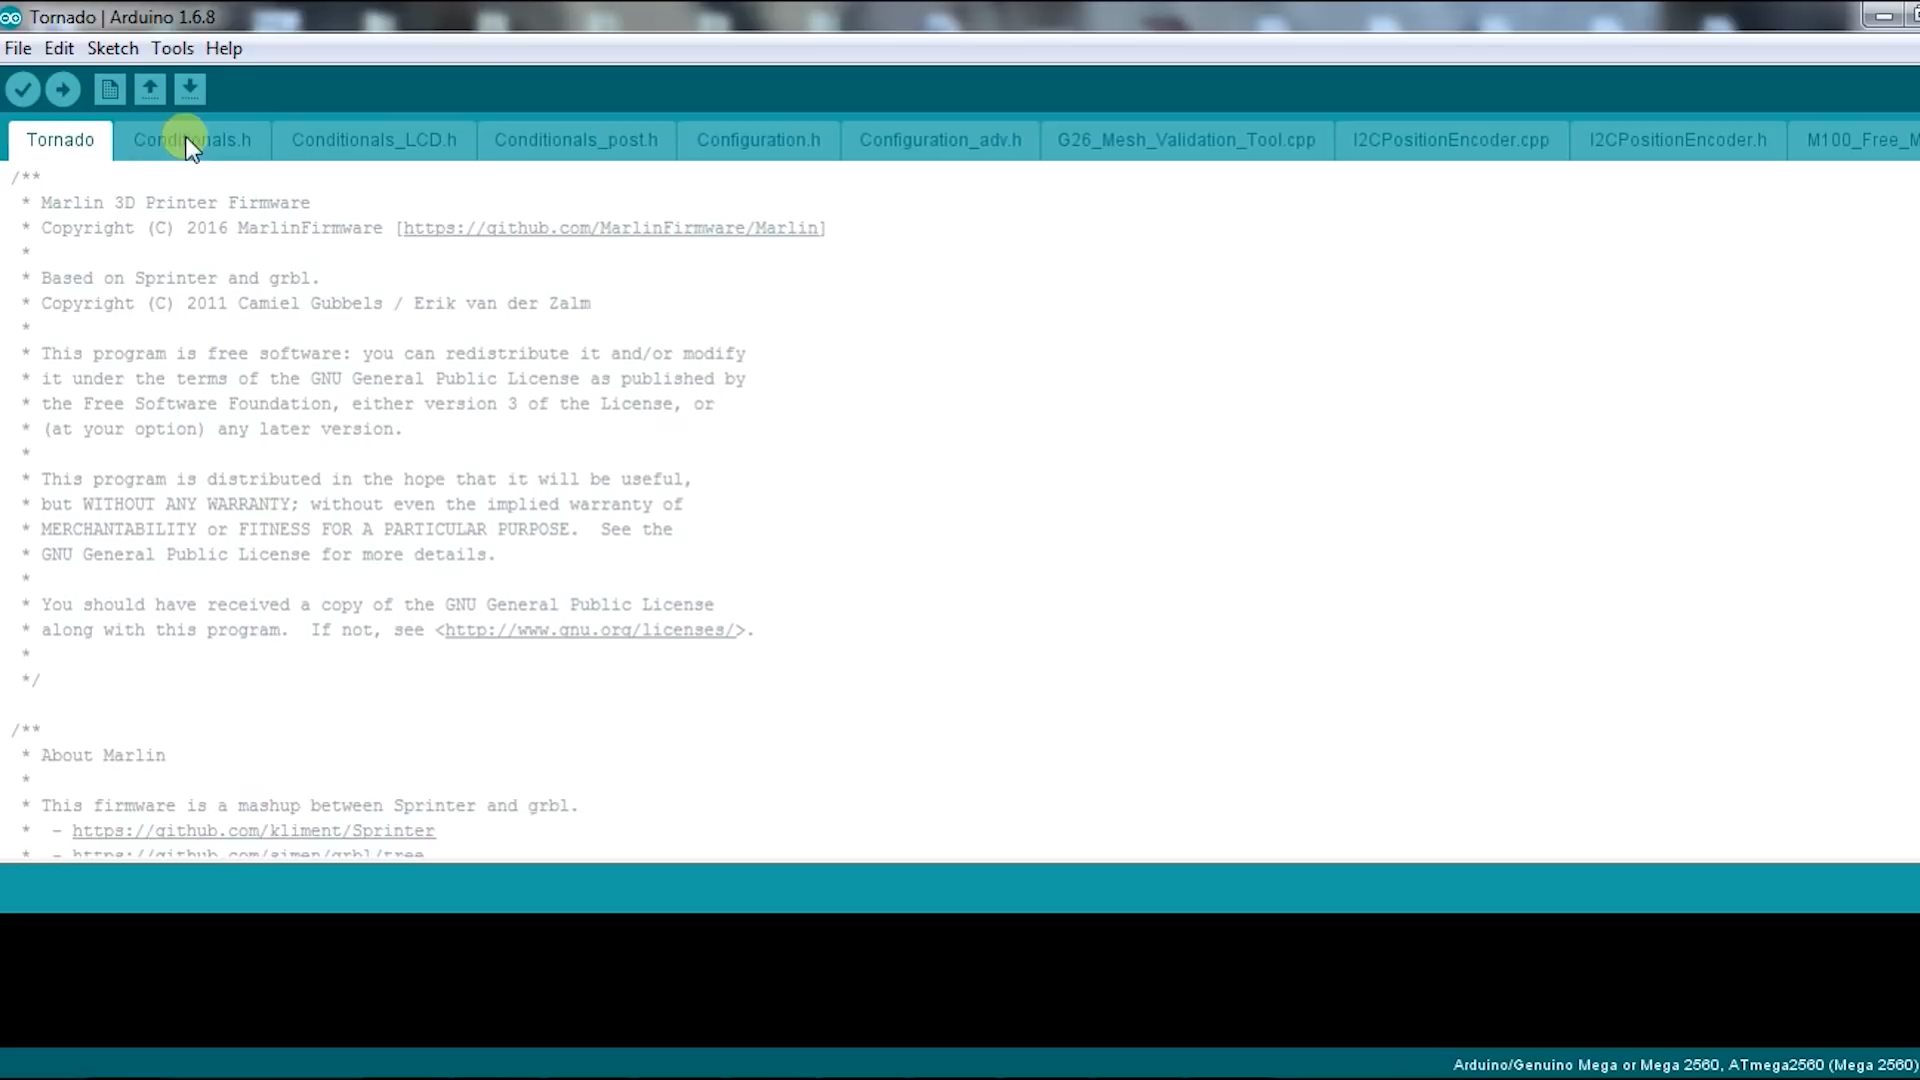 Tornado | Arduino 1.6.8
File Edit Sketch Tools Help
Tornado Conditionals.h Conditionals_LCD.h Conditionals_post.h Configuration.h Configuration_adv.h G26_Mesh_Validation_Tool.cpp I2CPositionEncoder.cpp I2CPositionEncoder.h M100_Free_M
/**
* Marlin 3D Printer Firmware
* Copyright (C) 2016 MarlinFirmware [https://github.com/MarlinFirmware/Marlin]
*
* Based on Sprinter and grbl.
* Copyright (C) 2011 Camiel Gubbels / Erik van der Zalm
*
* This program is free software: you can redistribute it and/or modify
* it under the terms of the GNU General Public License as published by
* the Free Software Foundation, either version 3 of the License, or
* (at your option) any later version.
*
* This program is distributed in the hope that it will be useful,
* but WITHOUT ANY WARRANTY; without even the implied warranty of
* MERCHANTABILITY or FITNESS FOR A PARTICULAR PURPOSE.  See the
* GNU General Public License for more details.
*
* You should have received a copy of the GNU General Public License
* along with this program.  If not, see <http://www.gnu.org/licenses/>.
*
*/
/**
* About Marlin
*
* This firmware is a mashup between Sprinter and grbl.
*  - https://github.com/kliment/Sprinter
*  - https://github.com/simen/grbl/tree
Arduino/Genuino Mega or Mega 2560, ATmega2560 (Mega 2560)